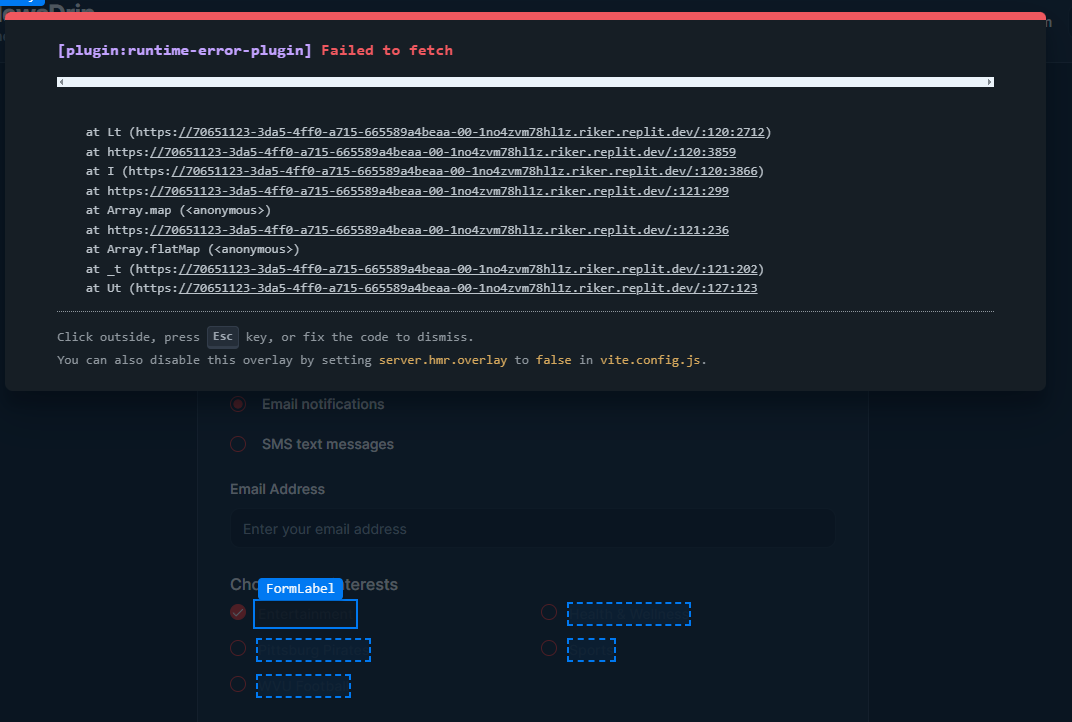 [plugin:runtime-error-plugin] Failed to fetch
at Lt (https://70651123-3da5-4ff0-a715-665589a4beaa-00-1no4zvm78hl1z.riker.replit.dev/:120:2712)
at https://70651123-3da5-4ff0-a715-665589a4beaa-00-1no4zvm78hl1z.riker.replit.dev/:120:3859
at I (https://70651123-3da5-4ff0-a715-665589a4beaa-00-1no4zvm78hl1z.riker.replit.dev/:120:3866)
at https://70651123-3da5-4ff0-a715-665589a4beaa-00-1no4zvm78hl1z.riker.replit.dev/:121:299
at Array.map (<anonymous>)
at https://70651123-3da5-4ff0-a715-665589a4beaa-00-1no4zvm78hl1z.riker.replit.dev/:121:236
at Array.flatMap (<anonymous>)
at _t (https://70651123-3da5-4ff0-a715-665589a4beaa-00-1no4zvm78hl1z.riker.replit.dev/:121:202)
at Ut (https://70651123-3da5-4ff0-a715-665589a4beaa-00-1no4zvm78hl1z.riker.replit.dev/:127:123
Click outside, press Esc key, or fix the code to dismiss.
You can also disable this overlay by setting server.hmr.overlay to false in vite.config.js.
Email notifications
SMS text messages
Email Address
Enter your email address
FormLabel